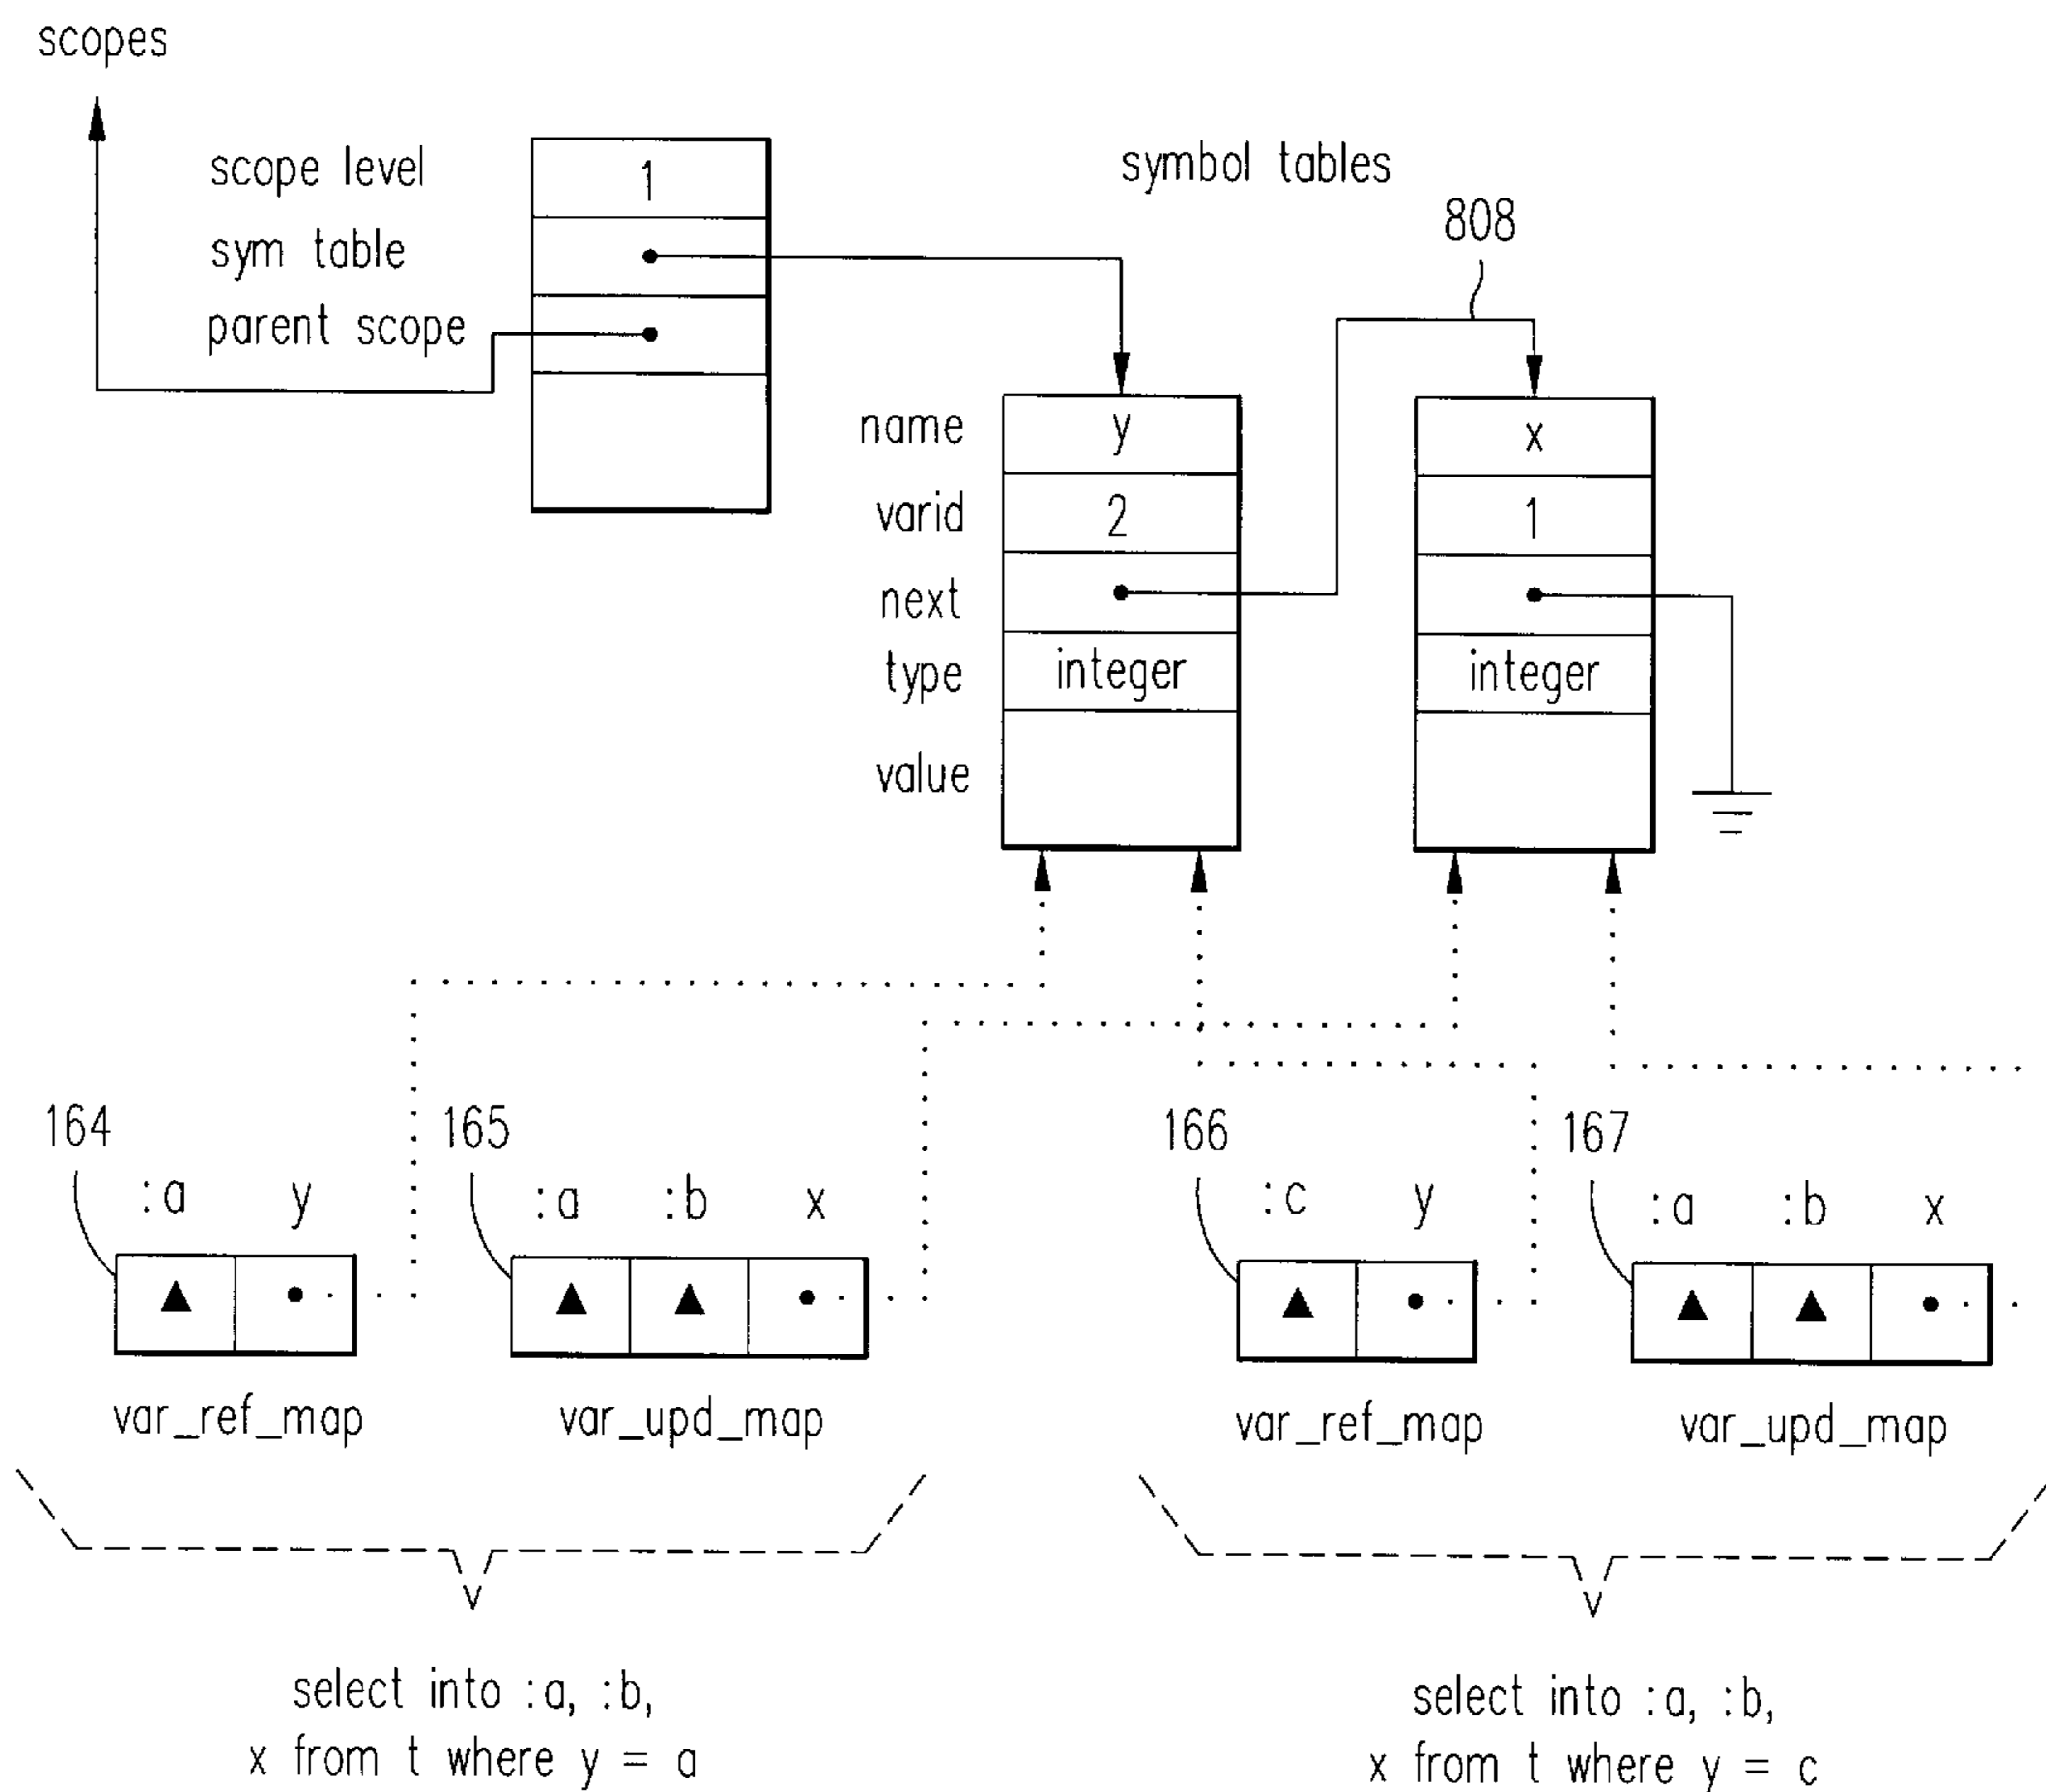 scopes
scope level
1
symbol tables
sym table
808
parent scope
name
y
x
varid
2
1
next
type
integer
integer
value
164
165
166
167
:a y
:a :b x
:c y
:a :b x
var_ref_map
var_upd_map
var_ref_map
var_upd_map
select into :a, :b,
x from t where y = a
select into :a, :b,
x from t where y = c